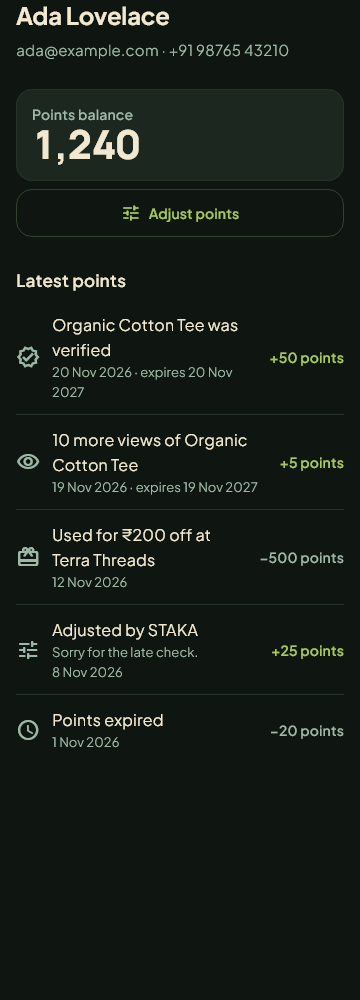 Ada Lovelace
ada@example.com · +91 98765 43210
Points balance
1,240
Adjust points
Latest points
Organic Cotton Tee was
verified
20 Nov 2026 · expires 20 Nov
2027
+50 points
10 more views of Organic
Cotton Tee
19 Nov 2026 · expires 19 Nov 2027
+5 points
Used for ₹200 off at
Terra Threads
12 Nov 2026
−500 points
Adjusted by STAKA
Sorry for the late check.
8 Nov 2026
+25 points
Points expired
1 Nov 2026
−20 points